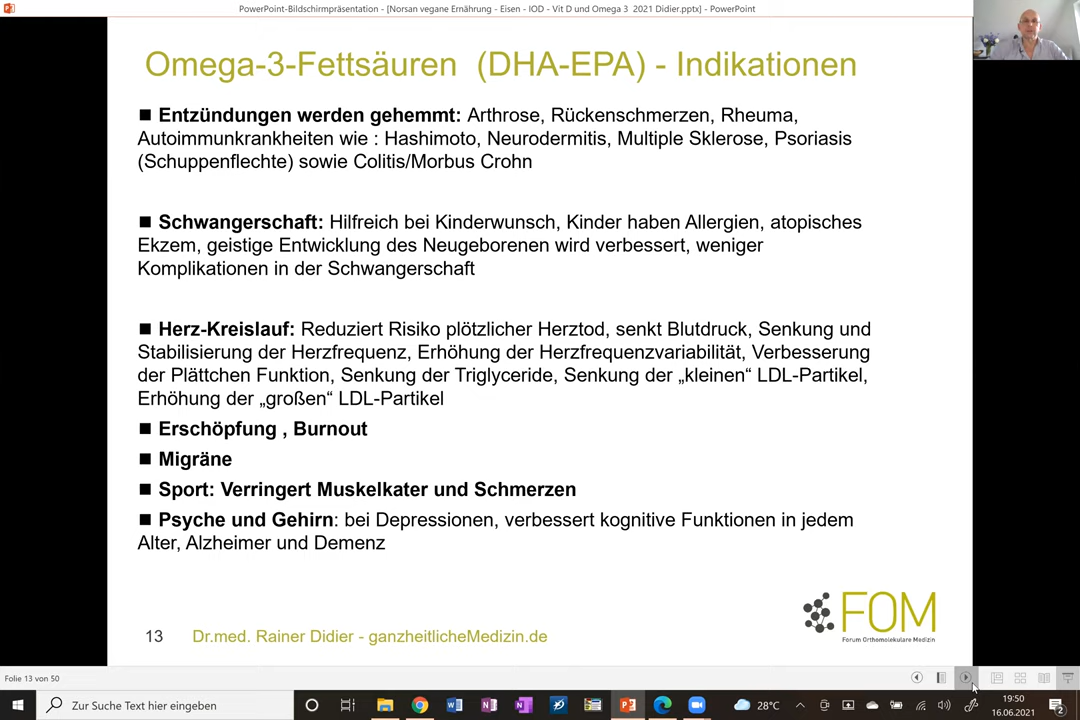 PowerPoint-Bildschirmpräsentation - [Norsan vegane Ernährung - Eisen - IOD - Vit D und Omega 3 2021 Didier.pptx] - PowerPoint
Omega-3-Fettsäuren (DHA-EPA) - Indikationen
■ Entzündungen werden gehemmt: Arthrose, Rückenschmerzen, Rheuma,
Autoimmunkrankheiten wie : Hashimoto, Neurodermitis, Multiple Sklerose, Psoriasis
(Schuppenflechte) sowie Colitis/Morbus Crohn
■ Schwangerschaft: Hilfreich bei Kinderwunsch, Kinder haben Allergien, atopisches
Ekzem, geistige Entwicklung des Neugeborenen wird verbessert, weniger
Komplikationen in der Schwangerschaft
■ Herz-Kreislauf: Reduziert Risiko plötzlicher Herztod, senkt Blutdruck, Senkung und
Stabilisierung der Herzfrequenz, Erhöhung der Herzfrequenzvariabilität, Verbesserung
der Plättchen Funktion, Senkung der Triglyceride, Senkung der „kleinen“ LDL-Partikel,
Erhöhung der „großen“ LDL-Partikel
■ Erschöpfung , Burnout
■ Migräne
■ Sport: Verringert Muskelkater und Schmerzen
■ Psyche und Gehirn: bei Depressionen, verbessert kognitive Funktionen in jedem
Alter, Alzheimer und Demenz
FOM
Forum Orthomolekulare Medizin
13 Dr.med. Rainer Didier - ganzheitlicheMedizin.de
Folie 13 von 50
Zur Suche Text hier eingeben
28°C
19:50
16.06.2021
2